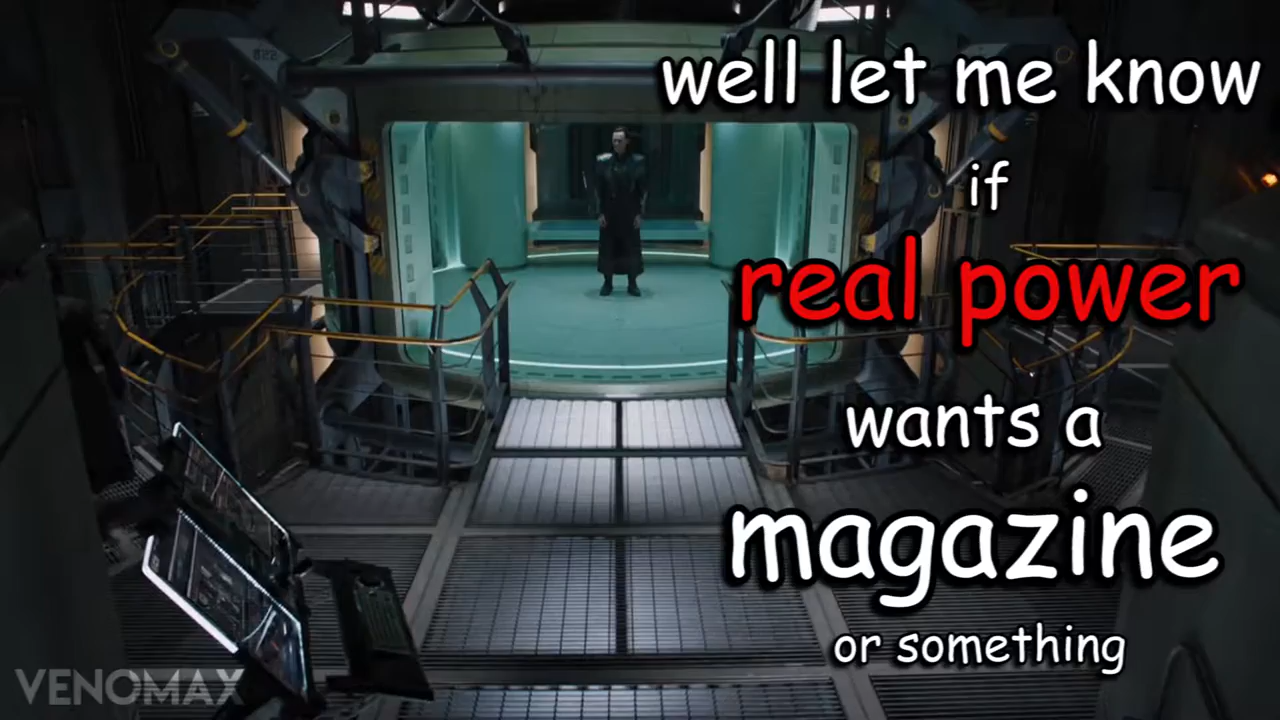 well let me know
if
real power
wants a
magazine
or something
VENOMAX